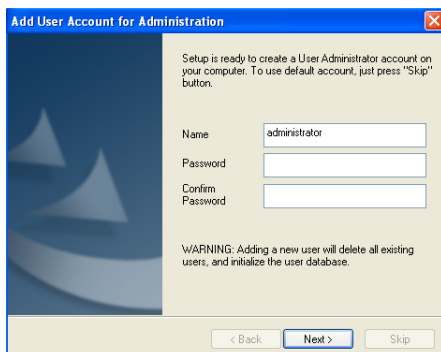 Add User Account for Administration
Setup is ready to create a User Administrator account on
your computer. To use default account, just press "Skip"
button.
Name
administrator
Password
Confirm
Password
WARNING: Adding a new user will delete all existing
users, and initialize the user database.
< Back
Next >
Skip